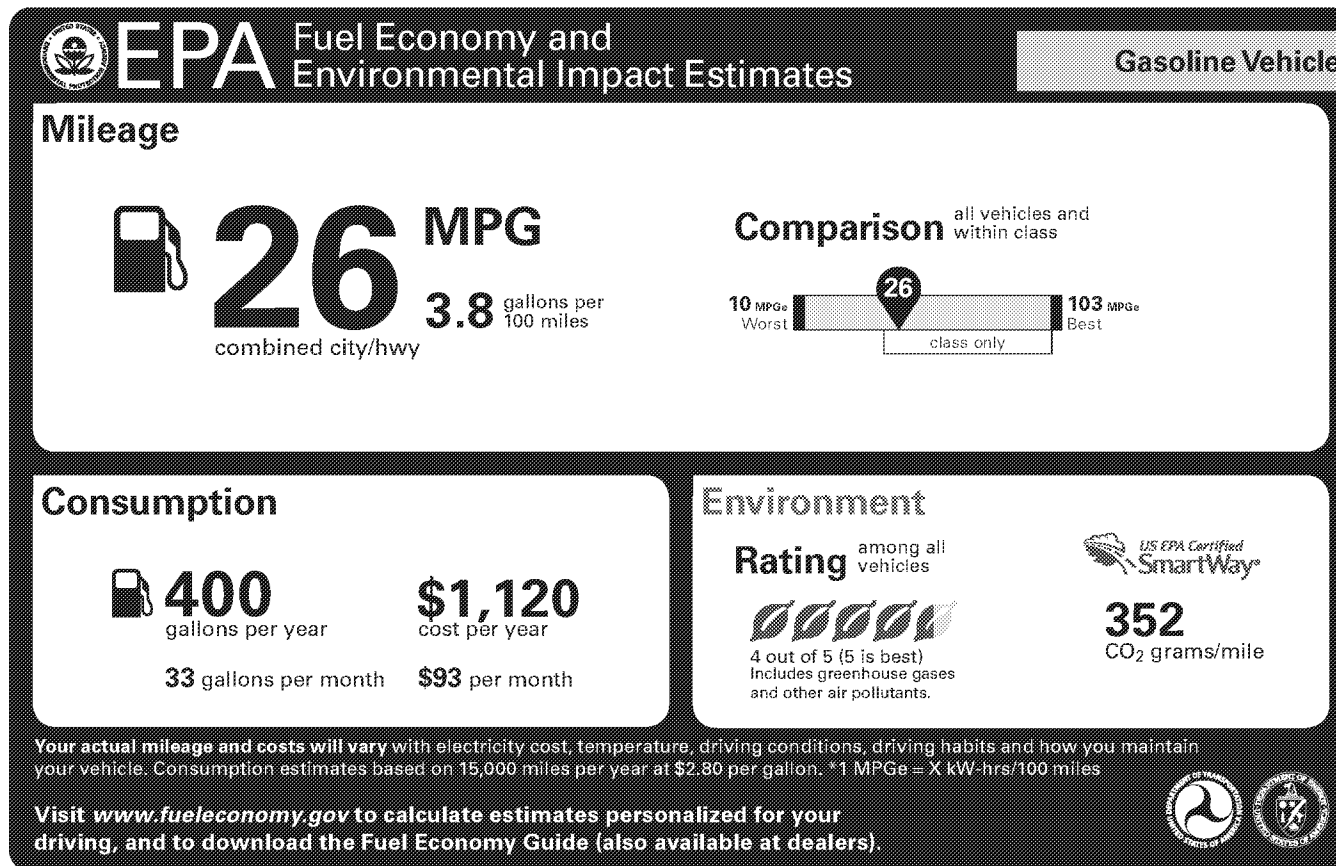 EPA Fuel Economy and
Environmental Impact Estimates
Gasoline Vehicle
Mileage
26 MPG
3.8 gallons per
100 miles
combined city/hwy
Comparison all vehicles and
within class
26
10 MPGe
Worst
103 MPGe
Best
class only
Consumption
400
gallons per year
33 gallons per month
$1,120
cost per year
$93 per month
Environment
Rating among all
vehicles
4 out of 5 (5 is best)
Includes greenhouse gases
and other air pollutants.
US EPA Certified
SmartWay®
352
CO₂ grams/mile
Your actual mileage and costs will vary with electricity cost, temperature, driving conditions, driving habits and how you maintain
your vehicle. Consumption estimates based on 15,000 miles per year at $2.80 per gallon. *1 MPGe = X kW-hrs/100 miles
Visit www.fueleconomy.gov to calculate estimates personalized for your
driving, and to download the Fuel Economy Guide (also available at dealers).